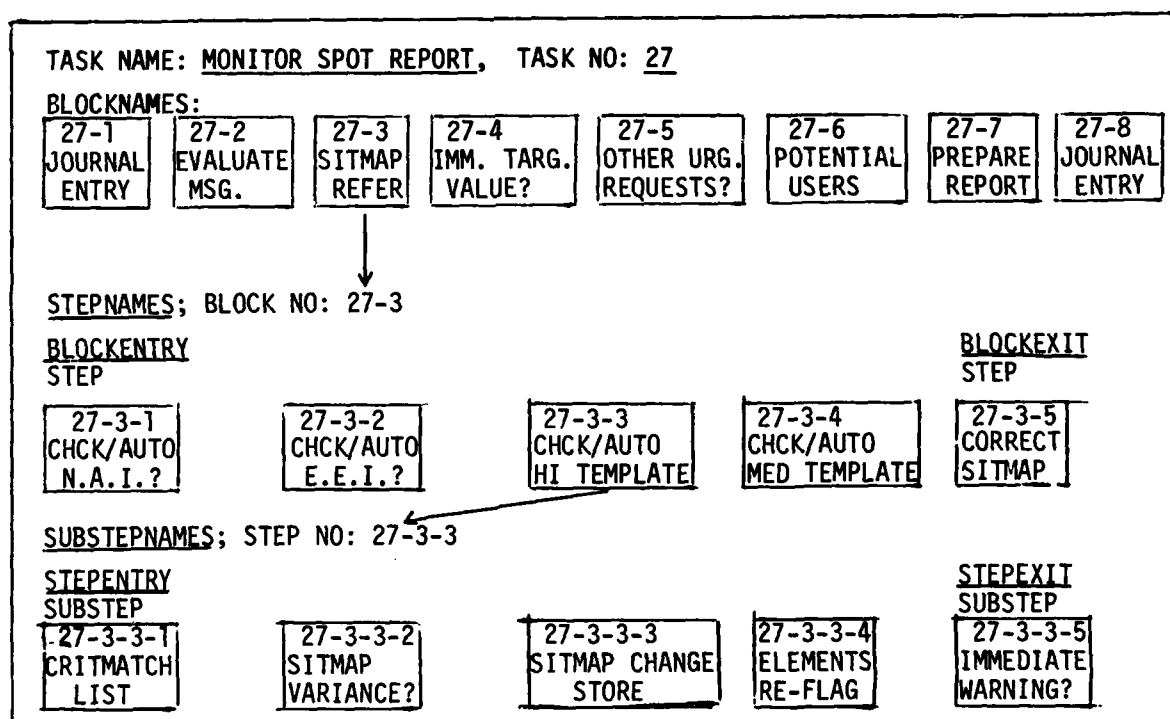 TASK NAME: MONITOR SPOT REPORT, TASK NO: 27
BLOCKNAMES:
27-1
JOURNAL
ENTRY
27-2
EVALUATE
MSG.
27-3
SITMAP
REFER
27-4
IMM. TARG.
VALUE?
27-5
OTHER URG.
REQUESTS?
27-6
POTENTIAL
USERS
27-7
PREPARE
REPORT
27-8
JOURNAL
ENTRY
STEPNAMES; BLOCK NO: 27-3
BLOCKENTRY
STEP
BLOCKEXIT
STEP
27-3-1
CHCK/AUTO
N.A.I.?
27-3-2
CHCK/AUTO
E.E.I.?
27-3-3
CHCK/AUTO
HI TEMPLATE
27-3-4
CHCK/AUTO
MED TEMPLATE
27-3-5
CORRECT
SITMAP
SUBSTEPNAMES; STEP NO: 27-3-3
STEPENTRY
SUBSTEP
STEPEXIT
SUBSTEP
27-3-3-1
CRITMATCH
LIST
27-3-3-2
SITMAP
VARIANCE?
27-3-3-3
SITMAP CHANGE
STORE
27-3-3-4
ELEMENTS
RE-FLAG
27-3-3-5
IMMEDIATE
WARNING?